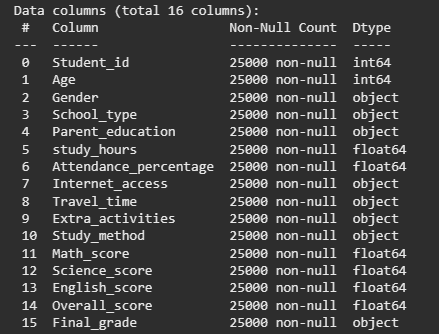 Data columns (total 16 columns):
 #   Column                 Non-Null Count  Dtype
---  ------                 --------------  -----
 0   Student_id             25000 non-null  int64
 1   Age                    25000 non-null  int64
 2   Gender                 25000 non-null  object
 3   School_type            25000 non-null  object
 4   Parent_education       25000 non-null  object
 5   study_hours            25000 non-null  float64
 6   Attendance_percentage  25000 non-null  float64
 7   Internet_access        25000 non-null  object
 8   Travel_time            25000 non-null  object
 9   Extra_activities       25000 non-null  object
 10  Study_method           25000 non-null  object
 11  Math_score             25000 non-null  float64
 12  Science_score          25000 non-null  float64
 13  English_score          25000 non-null  float64
 14  Overall_score          25000 non-null  float64
 15  Final_grade            25000 non-null  object